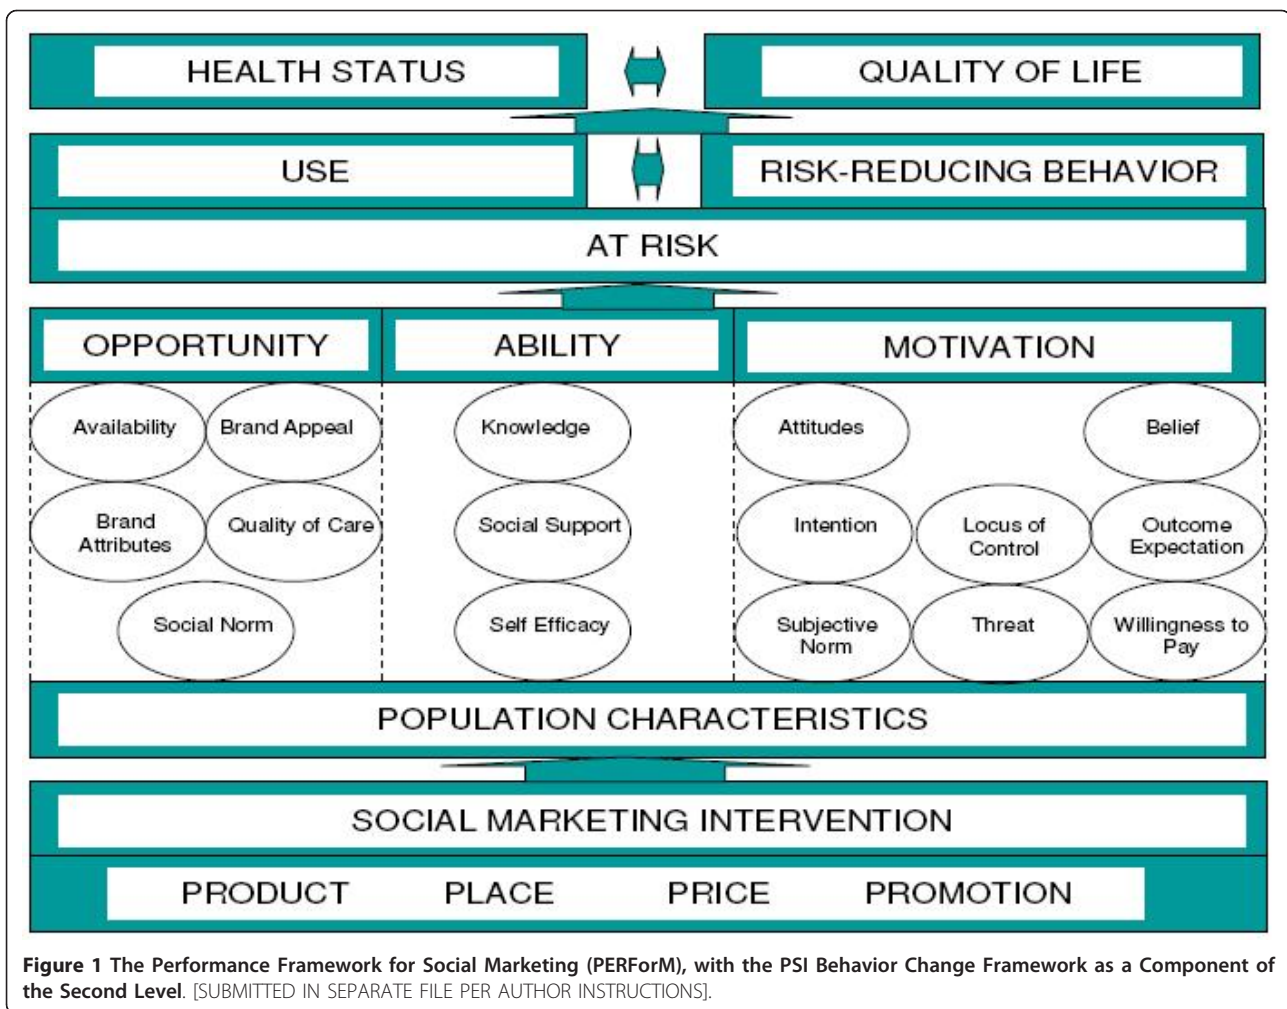 HEALTH STATUS
QUALITY OF LIFE
USE
RISK-REDUCING BEHAVIOR
AT RISK
OPPORTUNITY
ABILITY
MOTIVATION
Availability
Brand Appeal
Knowledge
Attitudes
Belief
Brand
Attributes
Quality of Care
Social Support
Intention
Locus of
Control
Outcome
Expectation
Social Norm
Self Efficacy
Subjective
Norm
Threat
Willingness to
Pay
POPULATION CHARACTERISTICS
SOCIAL MARKETING INTERVENTION
PRODUCT PLACE PRICE PROMOTION
Figure 1 The Performance Framework for Social Marketing (PERForM), with the PSI Behavior Change Framework as a Component of
the Second Level. [SUBMITTED IN SEPARATE FILE PER AUTHOR INSTRUCTIONS].